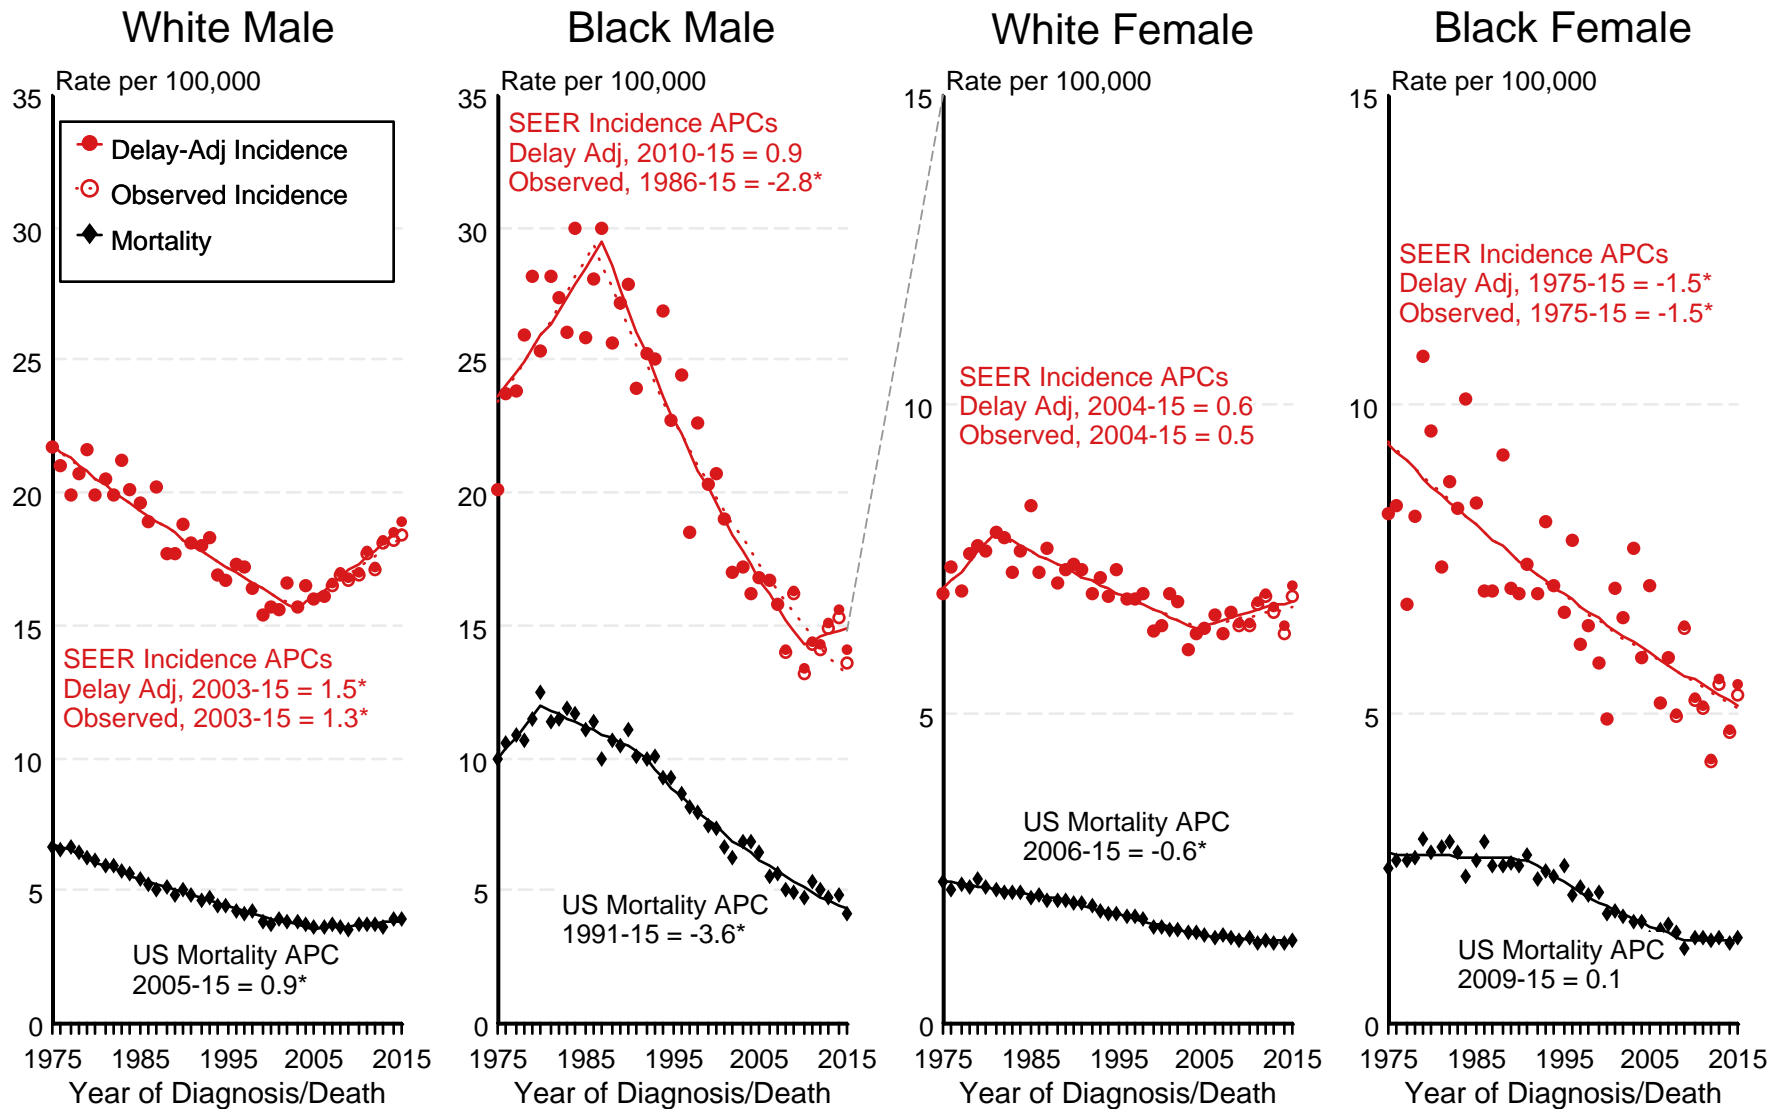 White Male
Rate per 100,000
35
30
25
20
15
10
5
0
Delay-Adj Incidence
Observed Incidence
Mortality
SEER Incidence APCs
Delay Adj, 2003-15 = 1.5*
Observed, 2003-15 = 1.3*
US Mortality APC
2005-15 = 0.9*
1975 1985 1995 2005 2015
Year of Diagnosis/Death
Black Male
Rate per 100,000
35
30
25
20
15
10
5
0
SEER Incidence APCs
Delay Adj, 2010-15 = 0.9
Observed, 1986-15 = -2.8*
US Mortality APC
1991-15 = -3.6*
1975 1985 1995 2005 2015
Year of Diagnosis/Death
White Female
Rate per 100,000
15
10
5
0
SEER Incidence APCs
Delay Adj, 2004-15 = 0.6
Observed, 2004-15 = 0.5
US Mortality APC
2006-15 = -0.6*
1975 1985 1995 2005 2015
Year of Diagnosis/Death
Black Female
Rate per 100,000
15
10
5
0
SEER Incidence APCs
Delay Adj, 1975-15 = -1.5*
Observed, 1975-15 = -1.5*
US Mortality APC
2009-15 = 0.1
1975 1985 1995 2005 2015
Year of Diagnosis/Death